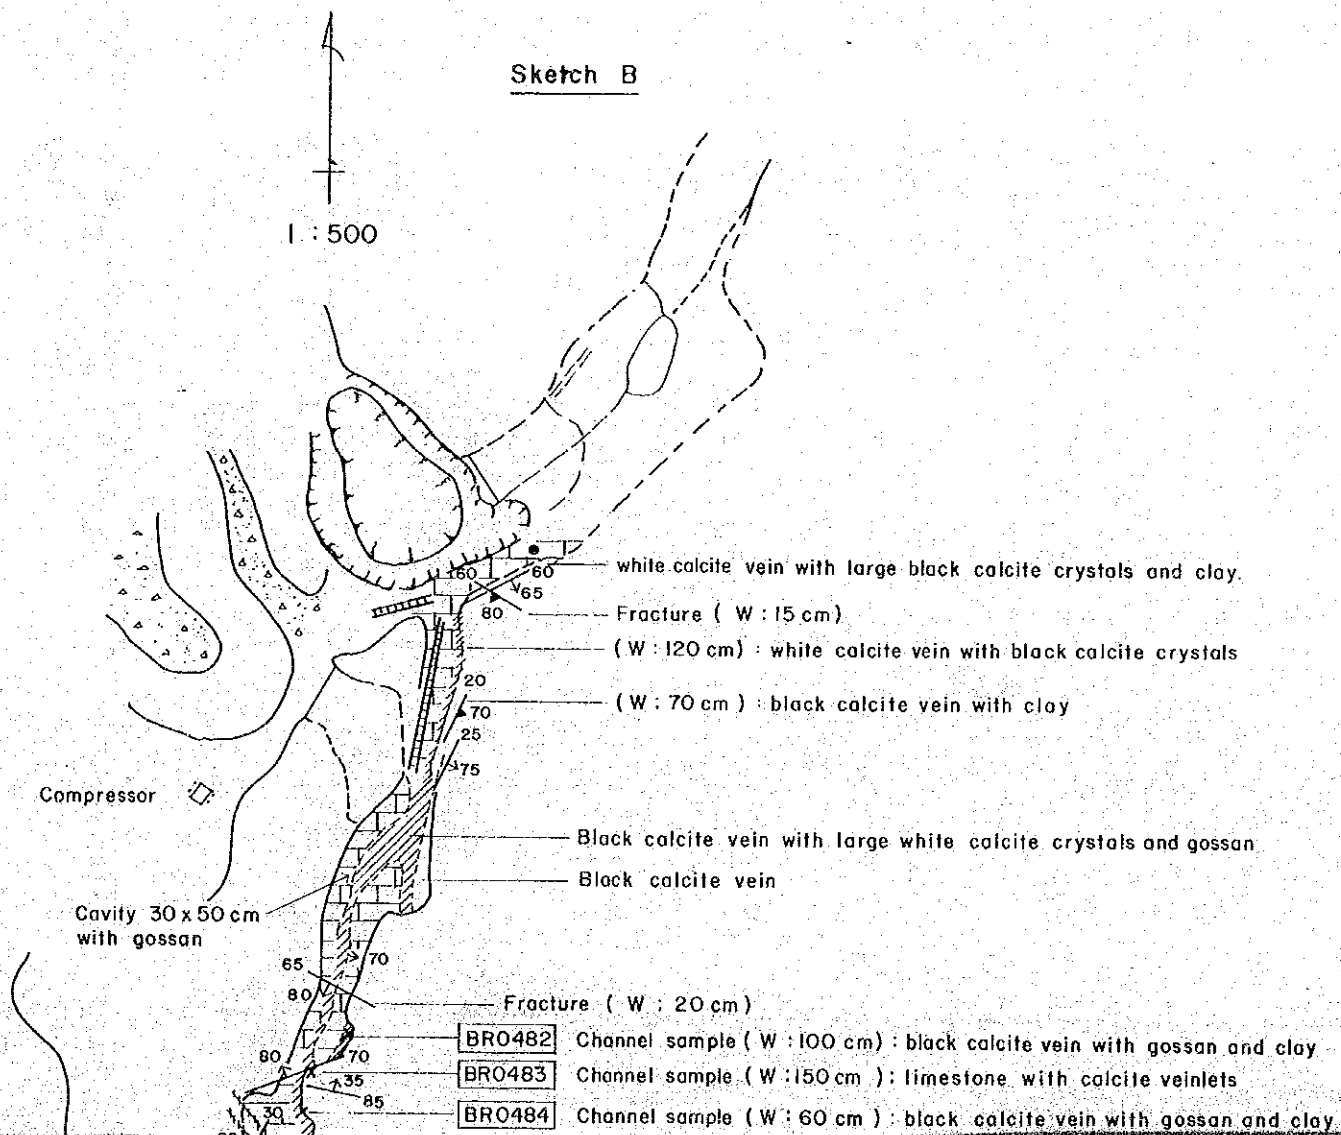 Sketch B
1 : 500
60
60
65
80
white calcite vein with large black calcite crystals and clay.
Fracture ( W : 15 cm)
(W : 120 cm) : white calcite vein with black calcite crystals
20
(W : 70 cm ) : black calcite vein with clay
70
25
75
Compressor
Black calcite vein with large white calcite crystals and gossan
Black calcite vein
Cavity 30 x 50 cm
with gossan
70
65
80
Fracture ( W : 20 cm)
BR0482 Channel sample ( W : 100 cm) : black calcite vein with gossan and clay
80
70
BR0483 Channel sample ( W : 150 cm ) : limestone with calcite veinlets
35
85
30
BR0484 Channel sample ( W : 60 cm ) : black calcite vein with gossan and clay